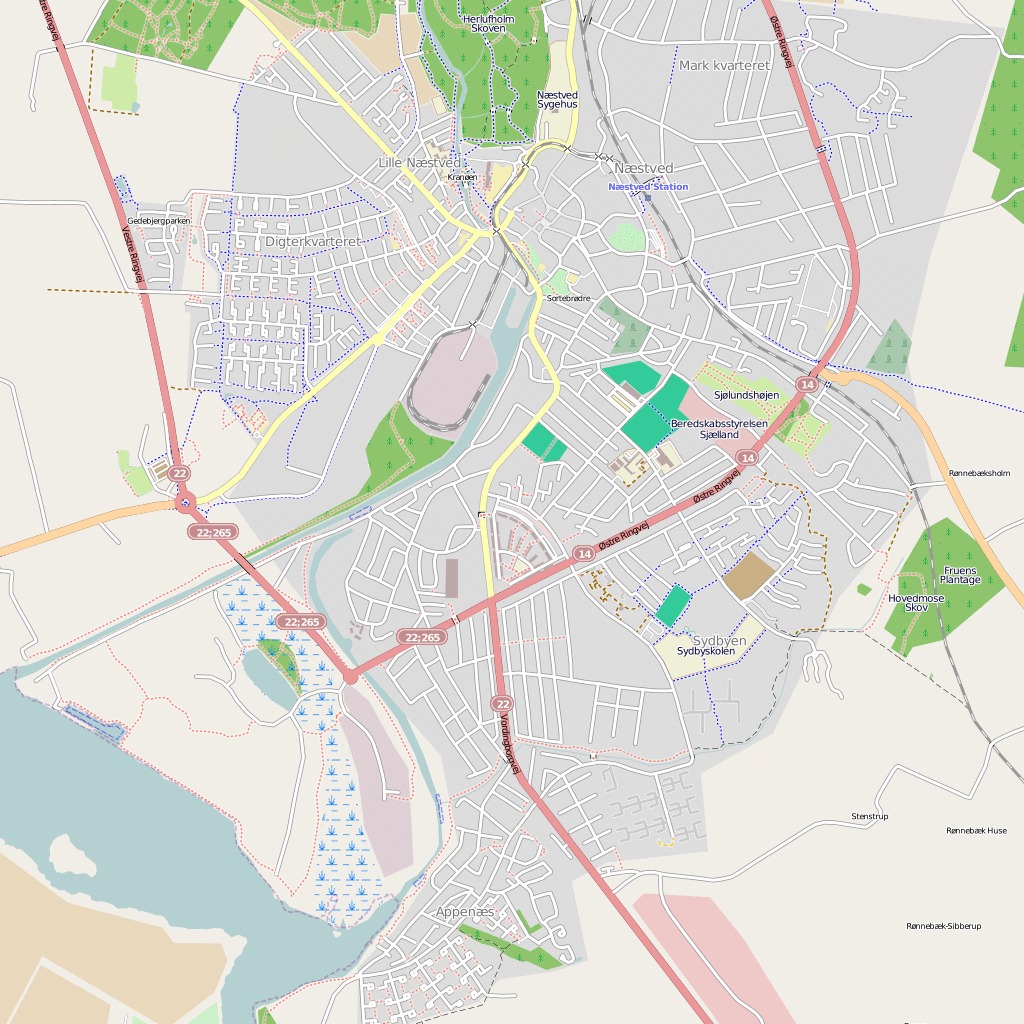 Østre Ringvej
Herlufholm
Skoven
Vestre Ringvej
Mark kvarteret
Næstved
Sygehus
Lille Næstved
Kranøen
Næstved
Næstved Station
Gedebjergparken
Digterkvarteret
Vestre Ringvej
Sortebrødre
14
Sjølundshøjen
Beredskabsstyrelsen
Sjælland
14
Rønnebæksholm
22
Østre Ringvej
22;265
Østre Ringvej
14
Fruens
Plantage
Hovedmose
Skov
22;265
22;265
Sydbyen
Sydbyskolen
22
Vordingborgvej
Stenstrup
Rønnebæk Huse
Appenæs
Rønnebæk-Sibberup